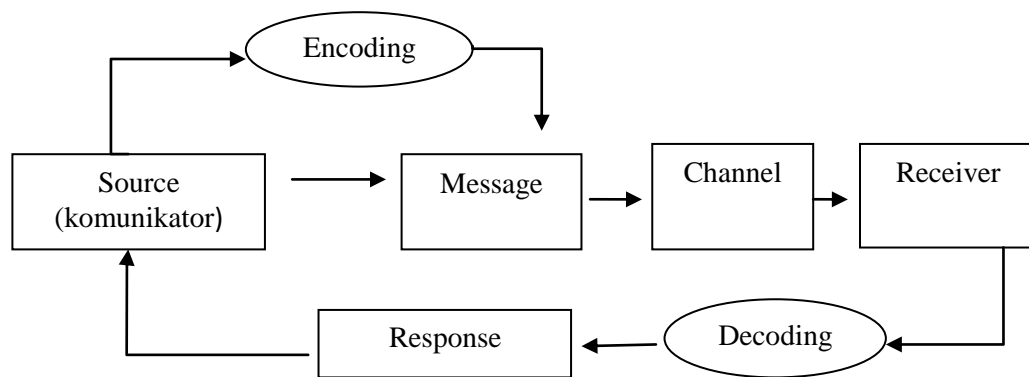 Encoding
Source
(komunikator)
Message
Channel
Receiver
Response
Decoding